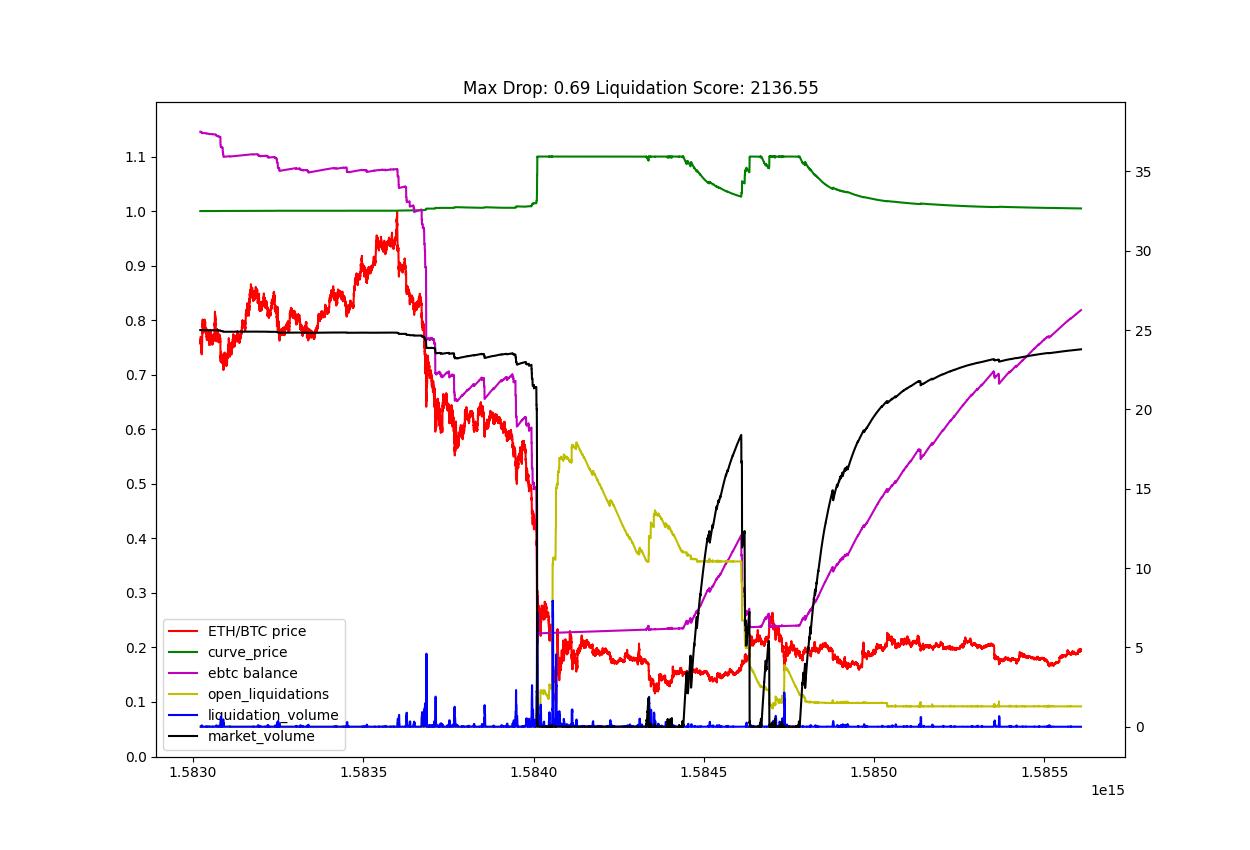 Max Drop: 0.69 Liquidation Score: 2136.55
1.1
1.0
0.9
0.8
0.7
0.6
0.5
0.4
0.3
0.2
0.1
0.0
35
30
25
20
15
10
5
0
ETH/BTC price
curve_price
ebtc balance
open_liquidations
liquidation_volume
market_volume
1.5830 1.5835 1.5840 1.5845 1.5850 1.5855
1e15